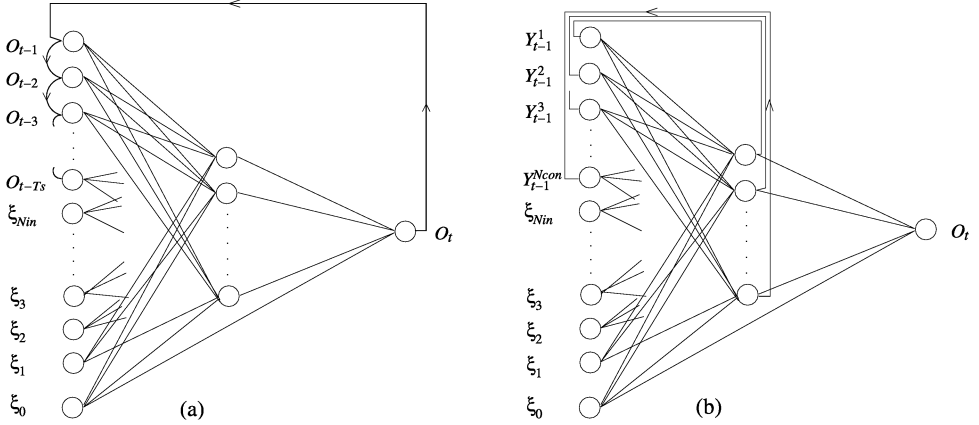 O_{t-1}
O_{t-2}
O_{t-3}
O_{t-Ts}
ξ_{Nin}
ξ_3
ξ_2
ξ_1
ξ_0
O_t
(a)
Y^1_{t-1}
Y^2_{t-1}
Y^3_{t-1}
Y^{Ncon}_{t-1}
ξ_{Nin}
ξ_3
ξ_2
ξ_1
ξ_0
O_t
(b)